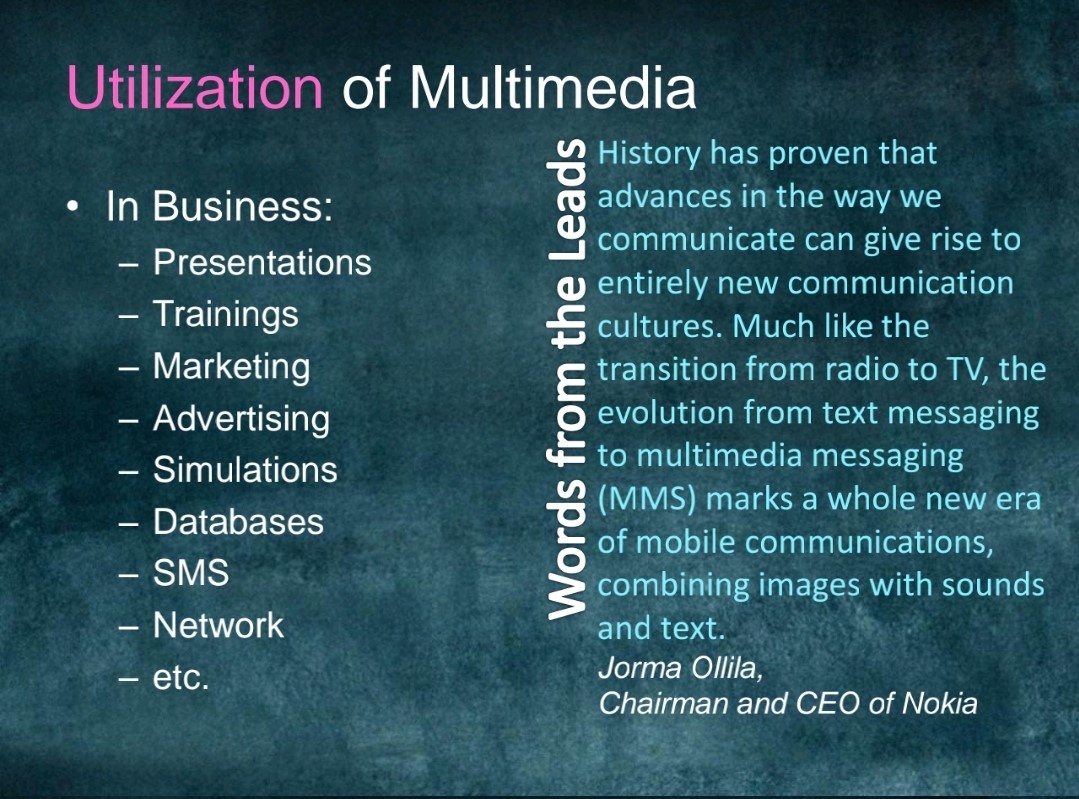 Utilization of Multimedia
• In Business:
– Presentations
– Trainings
– Marketing
– Advertising
– Simulations
– Databases
– SMS
– Network
– etc.
Words from the Leads
History has proven that
advances in the way we
communicate can give rise to
entirely new communication
cultures. Much like the
transition from radio to TV, the
evolution from text messaging
to multimedia messaging
(MMS) marks a whole new era
of mobile communications,
combining images with sounds
and text.
Jorma Ollila,
Chairman and CEO of Nokia